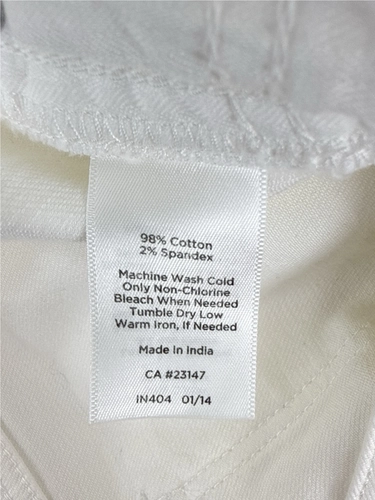 98% Cotton
2% Spandex
Machine Wash Cold
Only Non-Chlorine
Bleach When Needed
Tumble Dry Low
Warm Iron, If Needed
Made In India
CA #23147
IN404 01/14